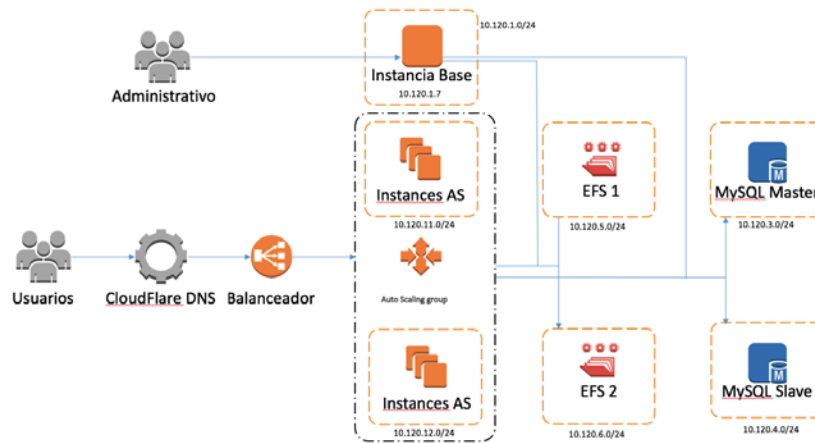 10.120.1.0/24
Instancia Base
10.120.1.7
Administrativo
Instances AS
10.120.11.0/24
EFS 1
10.120.5.0/24
MySQL Master
10.120.3.0/24
Usuarios
CloudFlare DNS
Balanceador
Auto Scaling group
Instances AS
10.120.12.0/24
EFS 2
10.120.6.0/24
M
MySQL Slave
10.120.4.0/24
M